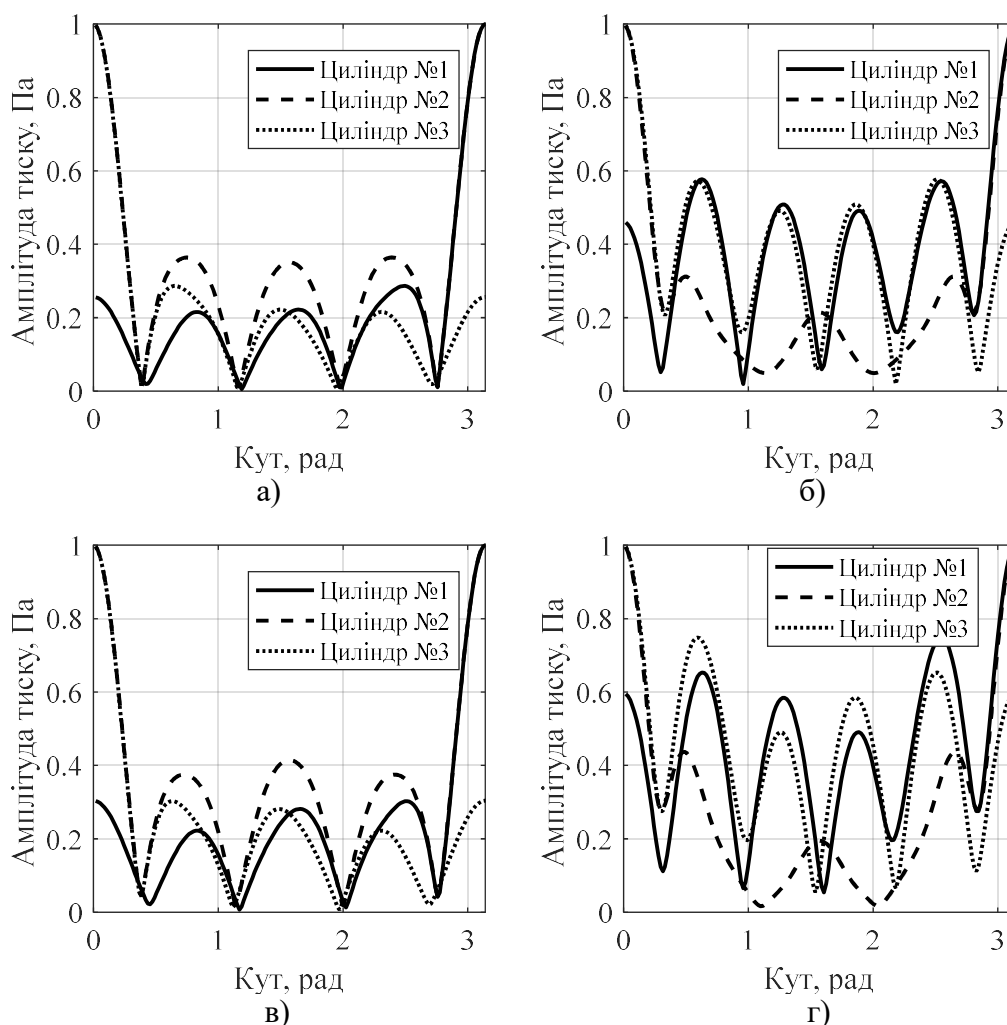 1
0.8
0.6
0.4
0.2
0
0 1 2 3
Амплітуда тиску, Па
Кут, рад
Циліндр №1
Циліндр №2
Циліндр №3
а)
1
0.8
0.6
0.4
0.2
0
0 1 2 3
Амплітуда тиску, Па
Кут, рад
Циліндр №1
Циліндр №2
Циліндр №3
б)
1
0.8
0.6
0.4
0.2
0
0 1 2 3
Амплітуда тиску, Па
Кут, рад
Циліндр №1
Циліндр №2
Циліндр №3
в)
1
0.8
0.6
0.4
0.2
0
0 1 2 3
Амплітуда тиску, Па
Кут, рад
Циліндр №1
Циліндр №2
Циліндр №3
г)